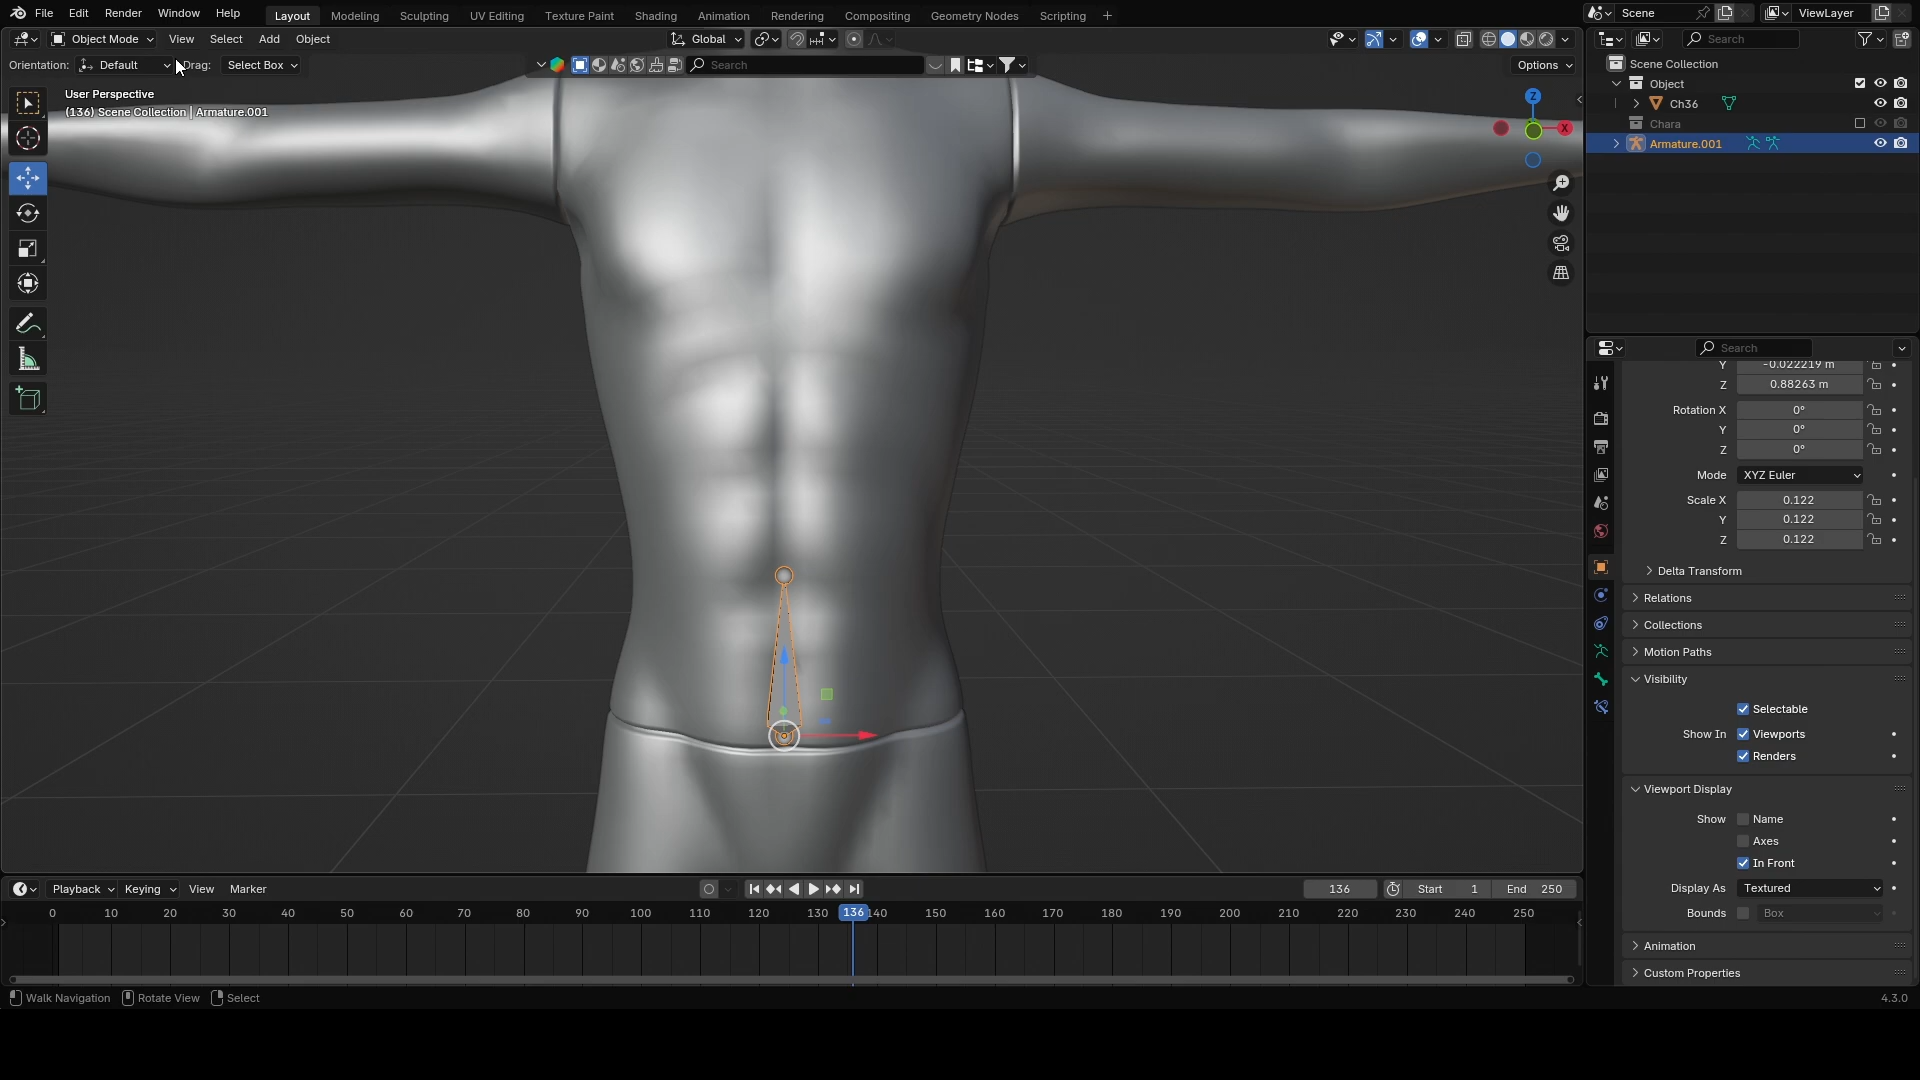 File Edit Render Window Help Layout Modeling Sculpting UV Editing Texture Paint Shading Animation Rendering Compositing Geometry Nodes Scripting + Scene ViewLayer
Object Mode View Select Add Object Global Search
Orientation: Default Drag: Select Box Search Options
User Perspective
(136) Scene Collection | Armature.001
Z
X
Scene Collection
Object
Ch36
Chara
Armature.001
Search
Y -0.022219 m
Z 0.88263 m
Rotation X 0°
Y 0°
Z 0°
Mode XYZ Euler
Scale X 0.122
Y 0.122
Z 0.122
Delta Transform
Relations
Collections
Motion Paths
Visibility
Selectable
Show In Viewports
Renders
Viewport Display
Show Name
Axes
In Front
Display As Textured
Bounds Box
Animation
Custom Properties
Playback Keying View Marker 136 Start 1 End 250
0 10 20 30 40 50 60 70 80 90 100 110 120 130 136 140 150 160 170 180 190 200 210 220 230 240 250
Walk Navigation Rotate View Select 4.3.0